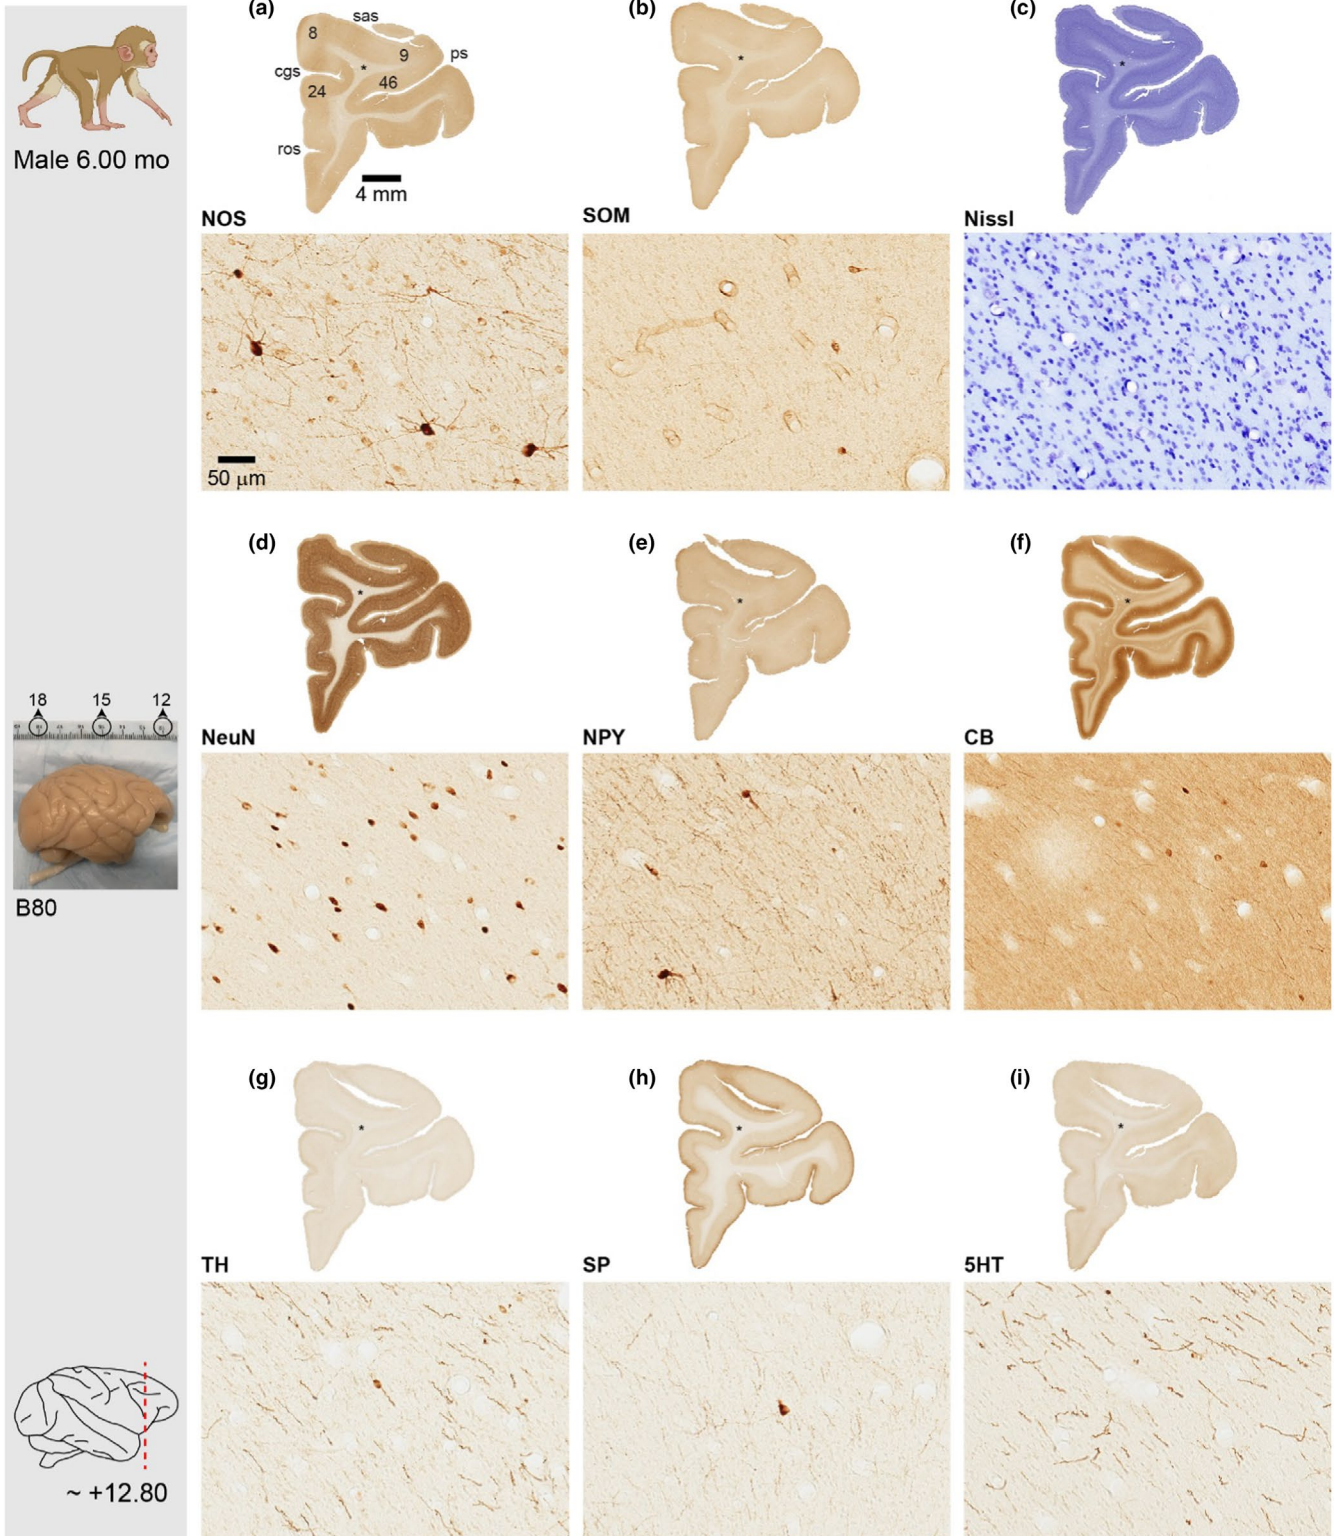 (a)
sas
8
9
ps
cgs
46
24
ros
4 mm
(b)
(c)
*
*
*
Male 6.00 mo
NOS
SOM
Nissl
50 μm
(d)
(e)
(f)
*
*
*
18
15
12
NeuN
NPY
CB
B80
(g)
(h)
(i)
*
*
*
TH
SP
5HT
~ +12.80